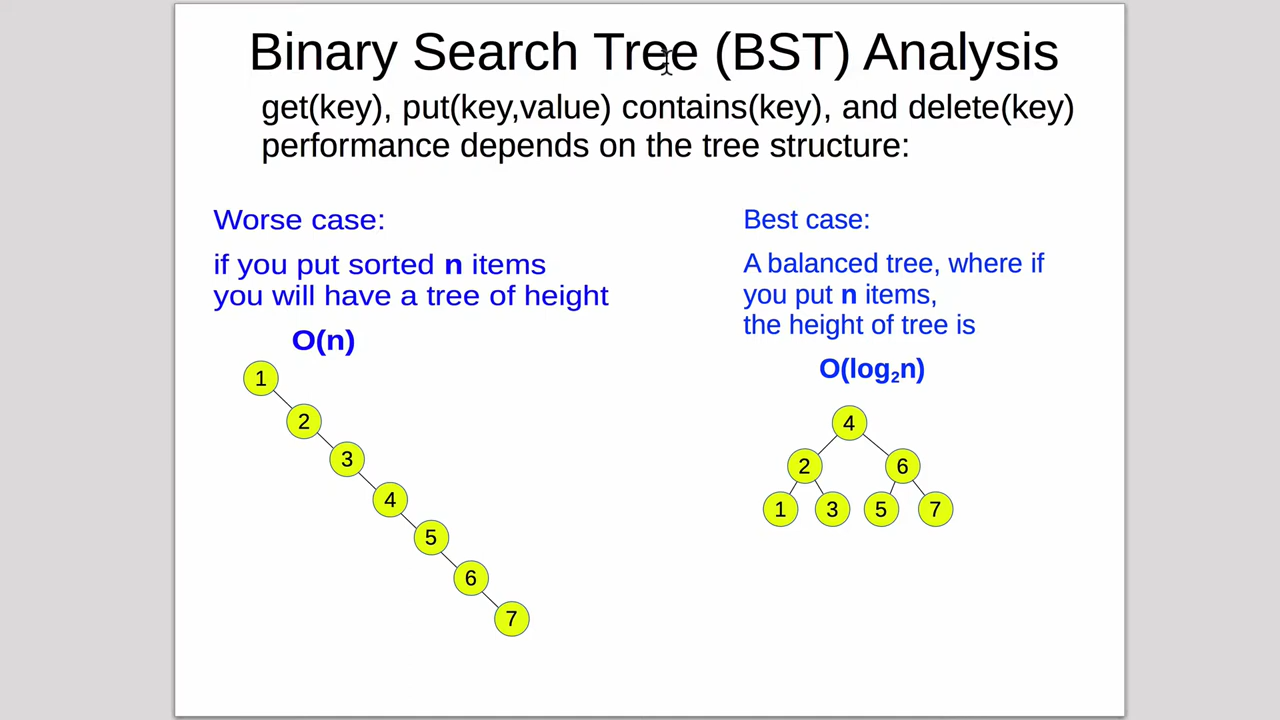 Binary Search Tree (BST) Analysis
get(key), put(key,value) contains(key), and delete(key)
performance depends on the tree structure:
Worse case:
if you put sorted n items
you will have a tree of height
O(n)
1
2
3
4
5
6
7
Best case:
A balanced tree, where if
you put n items,
the height of tree is
O(log₂n)
4
2 6
1 3 5 7